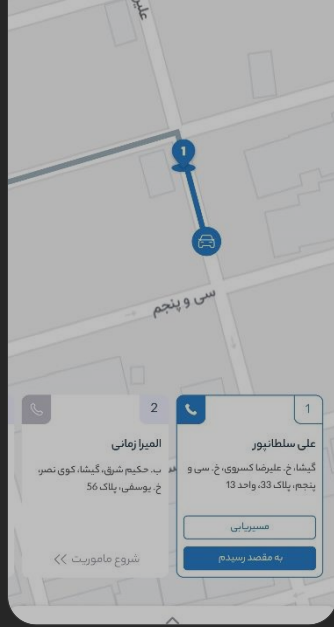 1
سی و پنجم
1
علی سلطانپور
گیشا، خ. علیرضا کسروی، خ. سی و
پنجم، پلاک 33، واحد 13
مسیریابی
به مقصد رسیدم
2
المیرا زمانی
ب. حکیم شرق، گیشا، کوی نصر،
خ. یوسفی، پلاک 56
شروع ماموریت >>